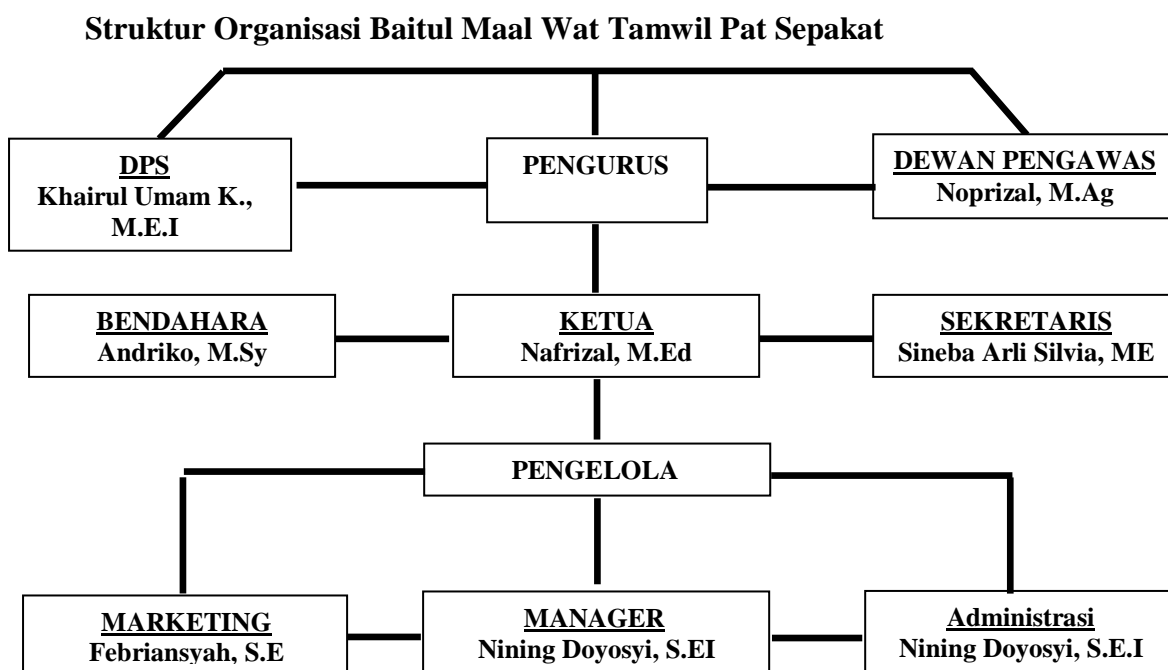 Struktur Organisasi Baitul Maal Wat Tamwil Pat Sepakat
DPS
Khairul Umam K.,
M.E.I
PENGURUS
DEWAN PENGAWAS
Noprizal, M.Ag
BENDAHARA
Andriko, M.Sy
KETUA
Nafrizal, M.Ed
SEKRETARIS
Sineba Arli Silvia, ME
PENGELOLA
MARKETING
Febriansyah, S.E
MANAGER
Nining Doyosyi, S.EI
Administrasi
Nining Doyosyi, S.E.I